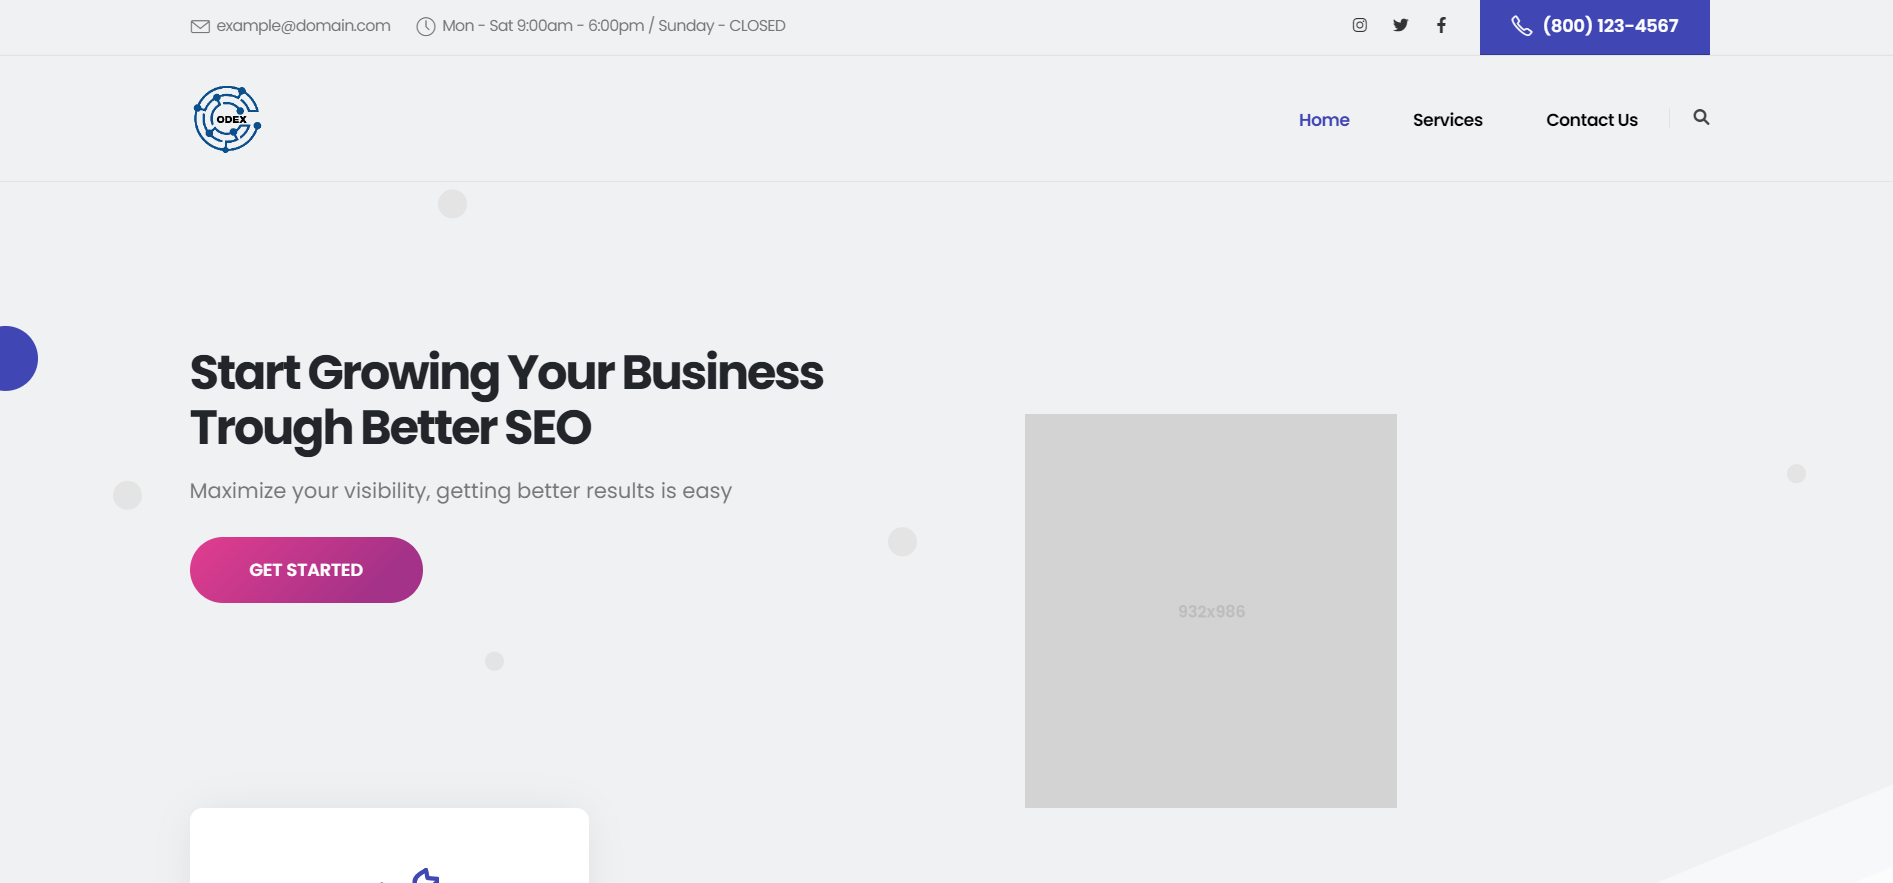 example@domain.com
Mon - Sat 9:00am - 6:00pm / Sunday - CLOSED
(800) 123-4567
ODEX
Home
Services
Contact Us
Start Growing Your Business
Trough Better SEO
Maximize your visibility, getting better results is easy
GET STARTED
932x986